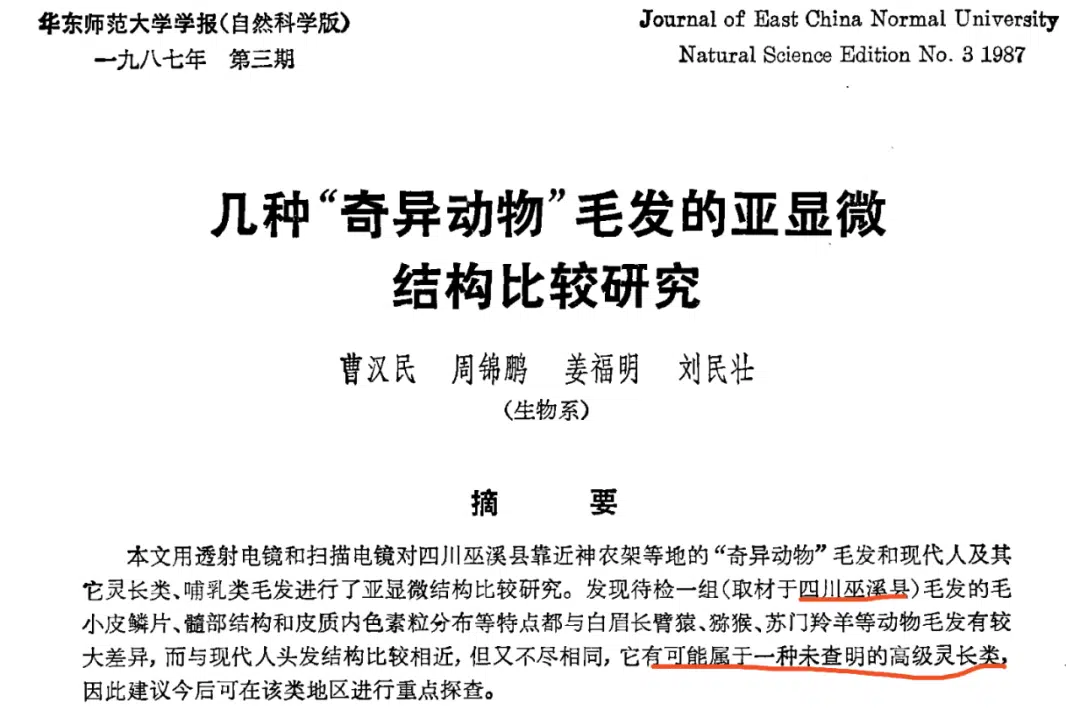 华东师范大学学报(自然科学版)
一九八七年 第三期
Journal of East China Normal University
Natural Science Edition No. 3 1987
几种“奇异动物”毛发的亚显微
结构比较研究
曹汉民 周锦鹏 姜福明 刘民壮
(生物系)
摘 要
本文用透射电镜和扫描电镜对四川巫溪县靠近神农架等地的“奇异动物”毛发和现代人及其
它灵长类、哺乳类毛发进行了亚显微结构比较研究。发现待检一组(取材于四川巫溪县)毛发的毛
小皮鳞片、髓部结构和皮质内色素粒分布等特点都与白眉长臂猿、猕猴、苏门羚羊等动物毛发有较
大差异,而与现代人头发结构比较相近,但又不尽相同,它有可能属于一种未查明的高级灵长类,
因此建议今后可在该类地区进行重点探查。